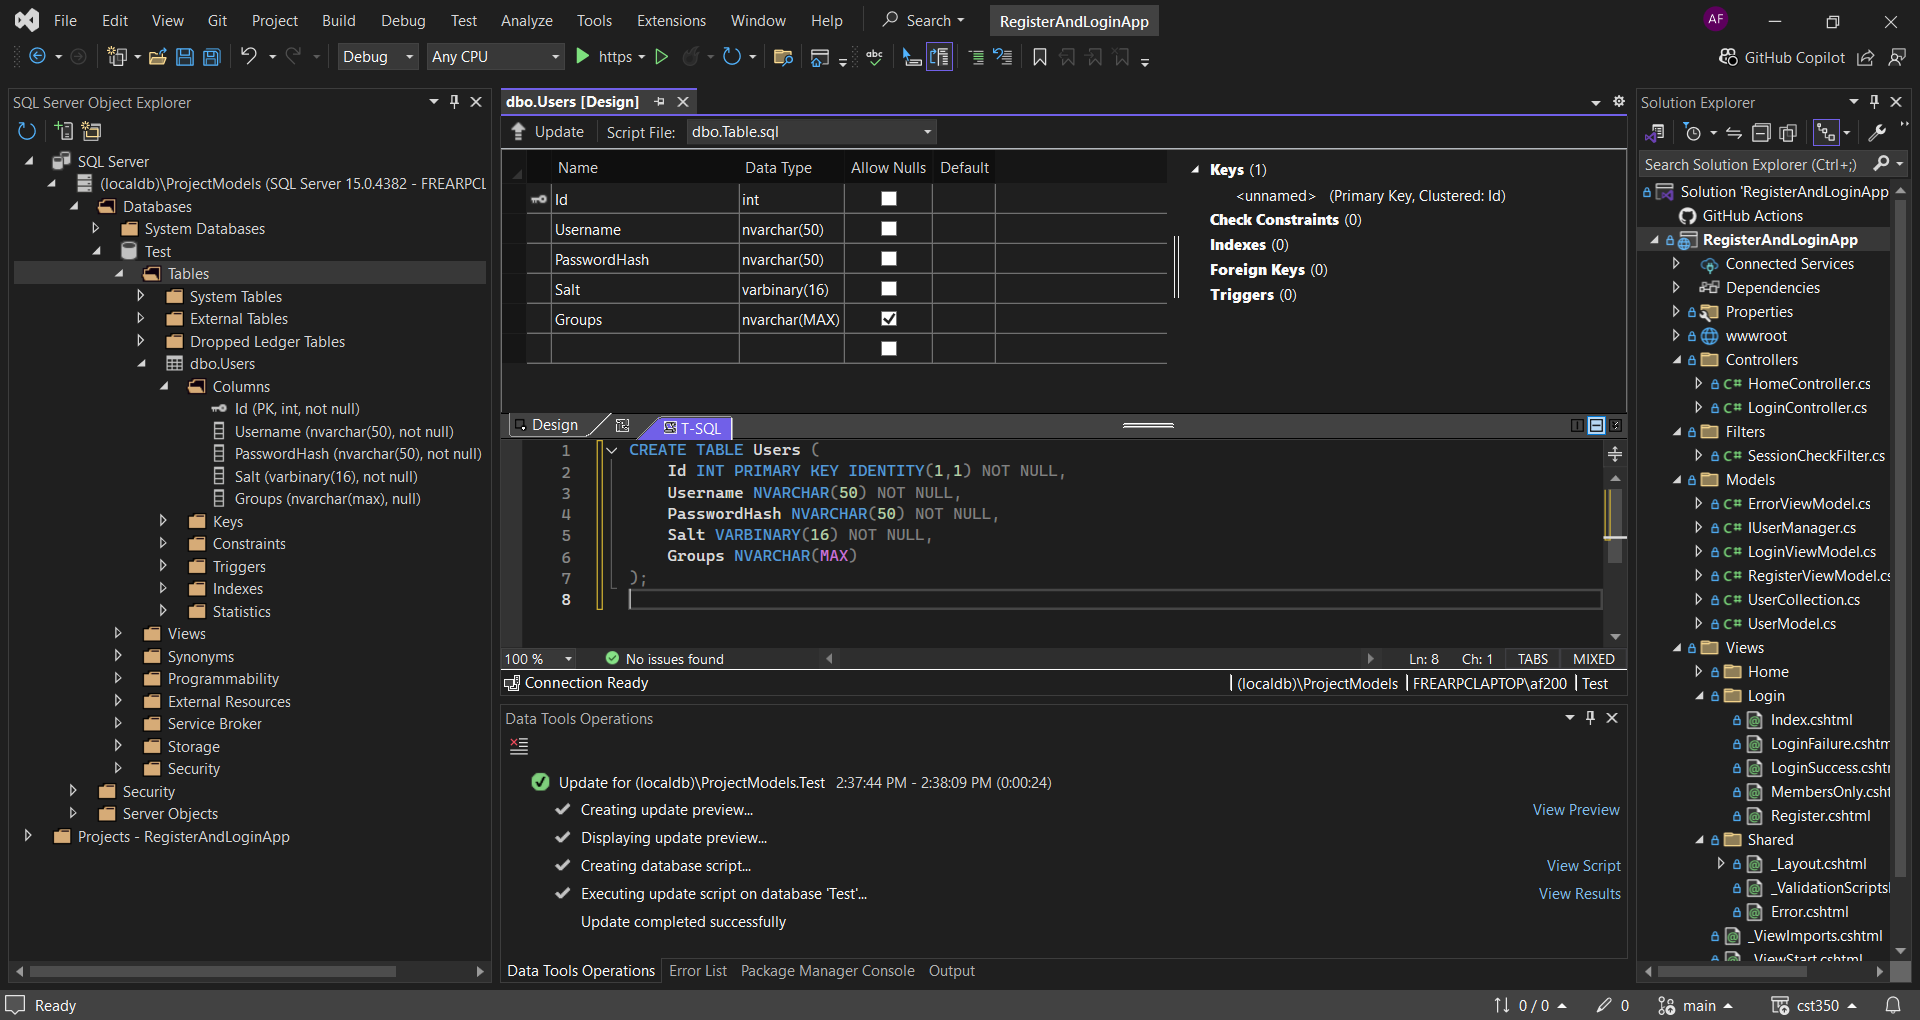 File Edit View Git Project Build Debug Test Analyze Tools Extensions Window Help Search RegisterAndLoginApp AF
Debug Any CPU https GitHub Copilot
SQL Server Object Explorer
SQL Server
(localdb)\ProjectModels (SQL Server 15.0.4382 - FREARPCL
Databases
System Databases
Test
Tables
System Tables
External Tables
Dropped Ledger Tables
dbo.Users
Columns
Id (PK, int, not null)
Username (nvarchar(50), not null)
PasswordHash (nvarchar(50), not null)
Salt (varbinary(16), not null)
Groups (nvarchar(max), null)
Keys
Constraints
Triggers
Indexes
Statistics
Views
Synonyms
Programmability
External Resources
Service Broker
Storage
Security
Security
Server Objects
Projects - RegisterAndLoginApp
dbo.Users [Design]
Update Script File: dbo.Table.sql
Name Data Type Allow Nulls Default
Id int
Username nvarchar(50)
PasswordHash nvarchar(50)
Salt varbinary(16)
Groups nvarchar(MAX)
Keys (1)
<unnamed> (Primary Key, Clustered: Id)
Check Constraints (0)
Indexes (0)
Foreign Keys (0)
Triggers (0)
Design T-SQL
1 CREATE TABLE Users (
2 Id INT PRIMARY KEY IDENTITY(1,1) NOT NULL,
3 Username NVARCHAR(50) NOT NULL,
4 PasswordHash NVARCHAR(50) NOT NULL,
5 Salt VARBINARY(16) NOT NULL,
6 Groups NVARCHAR(MAX)
7 );
8
100 % No issues found Ln: 8 Ch: 1 TABS MIXED
Connection Ready (localdb)\ProjectModels FREARPCLAPTOP\af200 Test
Data Tools Operations
Update for (localdb)\ProjectModels.Test 2:37:44 PM - 2:38:09 PM (0:00:24)
Creating update preview... View Preview
Displaying update preview...
Creating database script... View Script
Executing update script on database 'Test'... View Results
Update completed successfully
Data Tools Operations Error List Package Manager Console Output
Solution Explorer
Search Solution Explorer (Ctrl+;)
Solution 'RegisterAndLoginApp
GitHub Actions
RegisterAndLoginApp
Connected Services
Dependencies
Properties
wwwroot
Controllers
C# HomeController.cs
C# LoginController.cs
Filters
C# SessionCheckFilter.cs
Models
C# ErrorViewModel.cs
C# IUserManager.cs
C# LoginViewModel.cs
C# RegisterViewModel.cs
C# UserCollection.cs
C# UserModel.cs
Views
Home
Login
Index.cshtml
LoginFailure.cshtm
LoginSuccess.cshtr
MembersOnly.csht
Register.cshtml
Shared
_Layout.cshtml
_ValidationScripts
Error.cshtml
_ViewImports.cshtml
_ViewStart.cshtml
Ready 0 / 0 0 main cst350